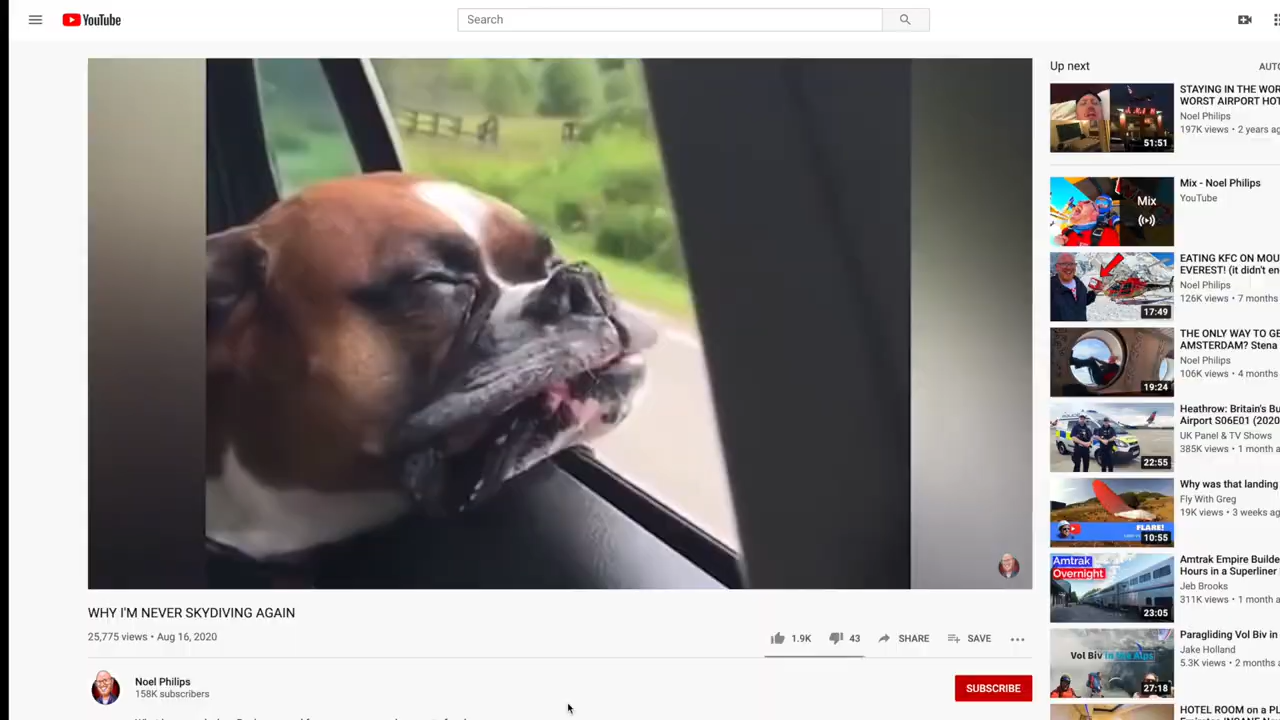 YouTube
Search
Up next
AUTO
STAYING IN THE WOR
WORST AIRPORT HOT
Noel Philips
197K views • 2 years ag
51:51
Mix - Noel Philips
YouTube
Mix
EATING KFC ON MOU
EVEREST! (it didn't en
Noel Philips
126K views • 7 months
17:49
THE ONLY WAY TO GE
AMSTERDAM? Stena
Noel Philips
106K views • 4 months
19:24
Heathrow: Britain's Bu
Airport S06E01 (2020
UK Panel & TV Shows
385K views • 1 month a
22:55
Why was that landing
Fly With Greg
19K views • 3 weeks ag
FLARE!
10:55
Amtrak Empire Builde
Hours in a Superliner
Jeb Brooks
311K views • 1 month a
Amtrak
Overnight
23:05
Paragliding Vol Biv in
Jake Holland
5.3K views • 2 months a
Vol Biv In the Alps
27:18
HOTEL ROOM on a PL
WHY I'M NEVER SKYDIVING AGAIN
25,775 views • Aug 16, 2020
1.9K 43 SHARE SAVE
Noel Philips
158K subscribers
SUBSCRIBE